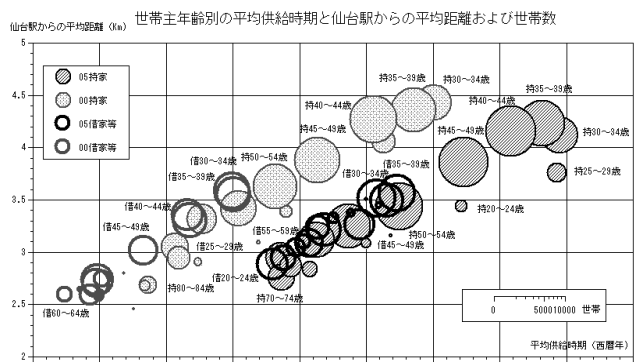 世帯主年齢別の平均供給時期と仙台駅からの平均距離および世帯数
仙台駅からの平均距離（Km）
5
4.5
4
3.5
3
2.5
2
05持家
00持家
05借家等
00借家等
持35～39歳
持30～34歳
持40～44歳
持45～49歳
持35～39歳
持40～44歳
持45～49歳
持30～34歳
持25～29歳
持20～24歳
持50～54歳
借30～34歳
持50～54歳
借35～39歳
借40～44歳
借45～49歳
借30～34歳
借35～39歳
借55～59歳
借25～29歳
借45～49歳
借20～24歳
持80～84歳
持70～74歳
借60～64歳
0
5000
10000
世帯
平均供給時期（西暦年）